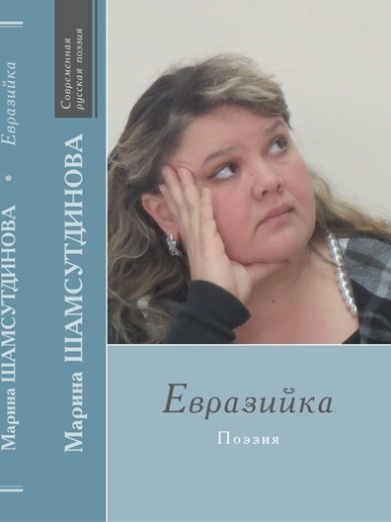 Марина ШАМСУТДИНОВА • Евразийка
Современная
русская поэзия
Марина ШАМСУТДИНОВА
Евразийка
Поэзия